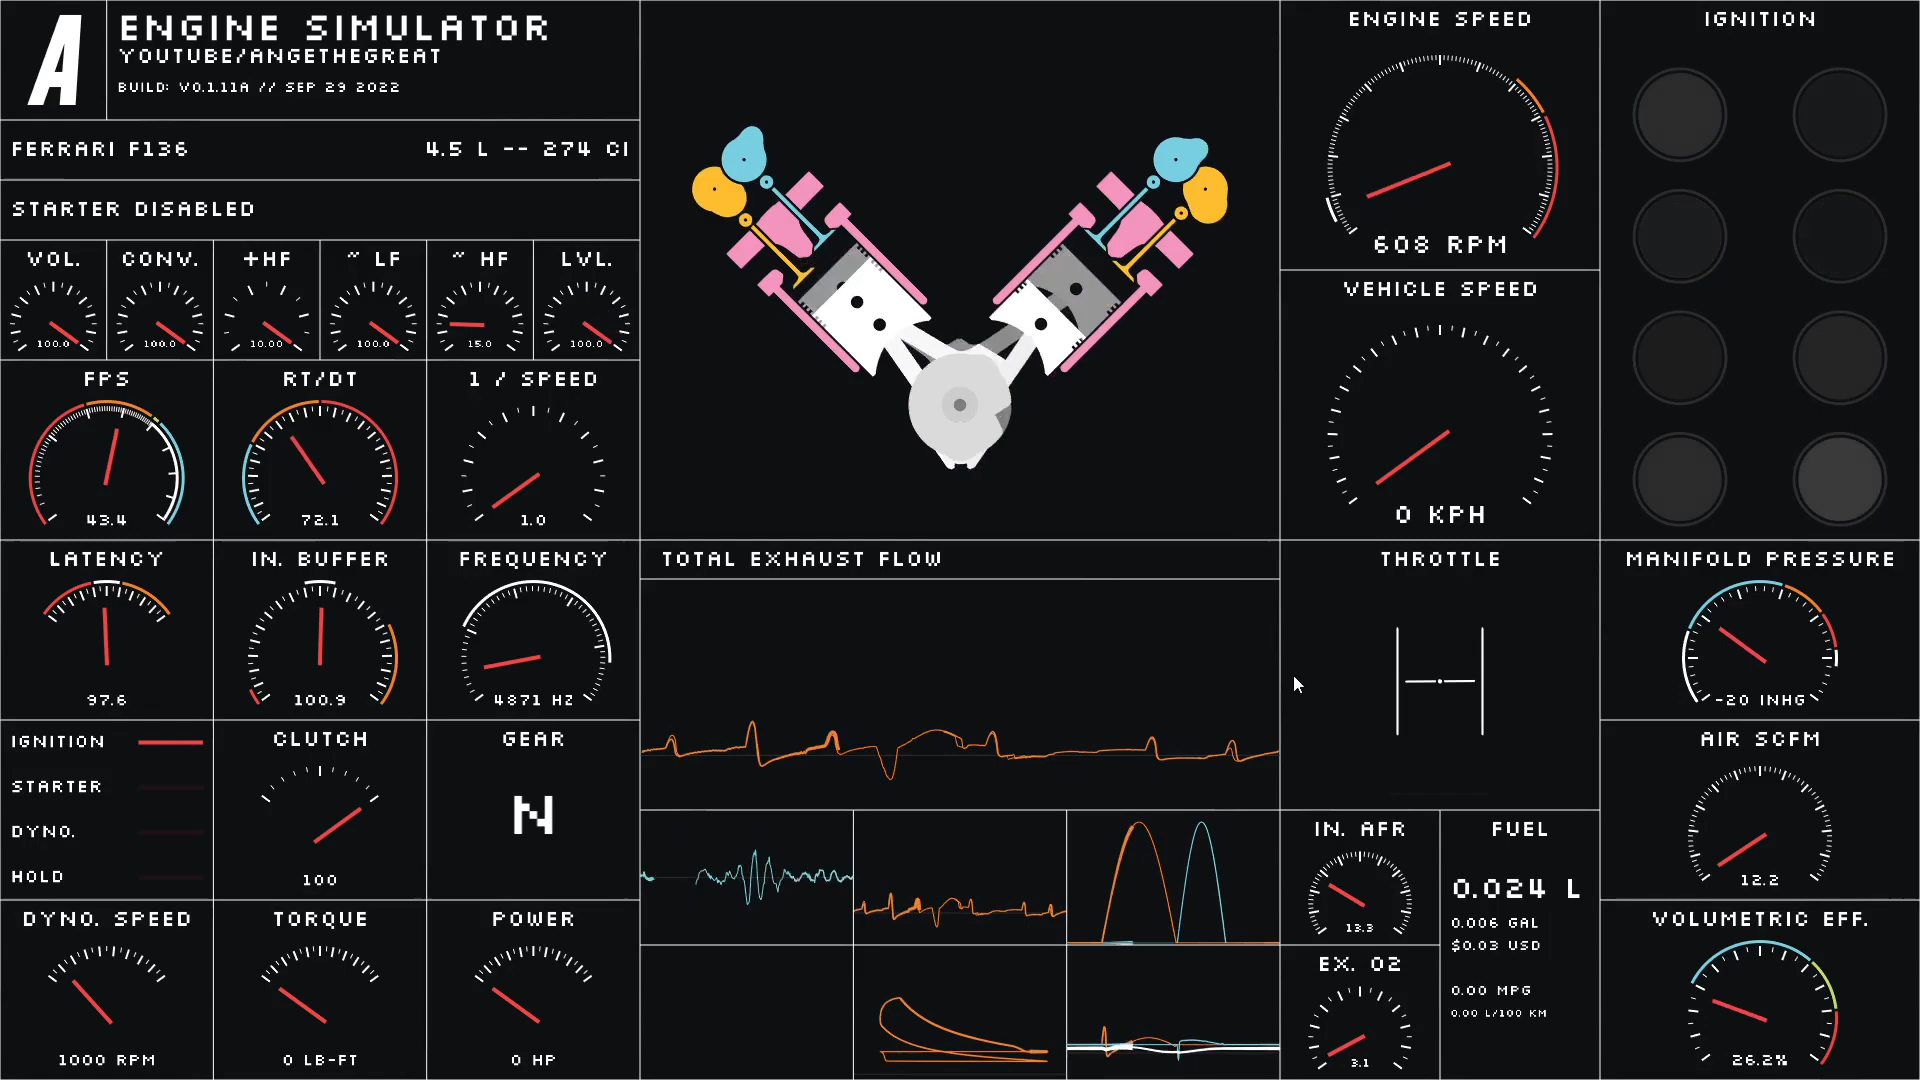 A
ENGINE SIMULATOR
YOUTUBE/ANGETHEGREAT
BUILD: V0.1.11A // SEP 29 2022
FERRARI F136
4.5 L -- 274 CI
STARTER DISABLED
VOL.
100.0
CONV.
100.0
+HF
10.00
~ LF
100.0
~ HF
15.0
LVL.
100.0
FPS
43.4
RT/DT
72.1
1 / SPEED
1.0
LATENCY
97.6
IN. BUFFER
100.9
FREQUENCY
4871 HZ
IGNITION
STARTER
DYNO.
HOLD
CLUTCH
100
GEAR
N
DYNO. SPEED
1000 RPM
TORQUE
0 LB-FT
POWER
0 HP
TOTAL EXHAUST FLOW
ENGINE SPEED
608 RPM
VEHICLE SPEED
0 KPH
THROTTLE
IN. AFR
13.3
EX. O2
3.1
FUEL
0.024 L
0.006 GAL
$0.03 USD
0.00 MPG
0.00 L/100 KM
IGNITION
MANIFOLD PRESSURE
-20 INHG
AIR SCFM
12.2
VOLUMETRIC EFF.
26.2%